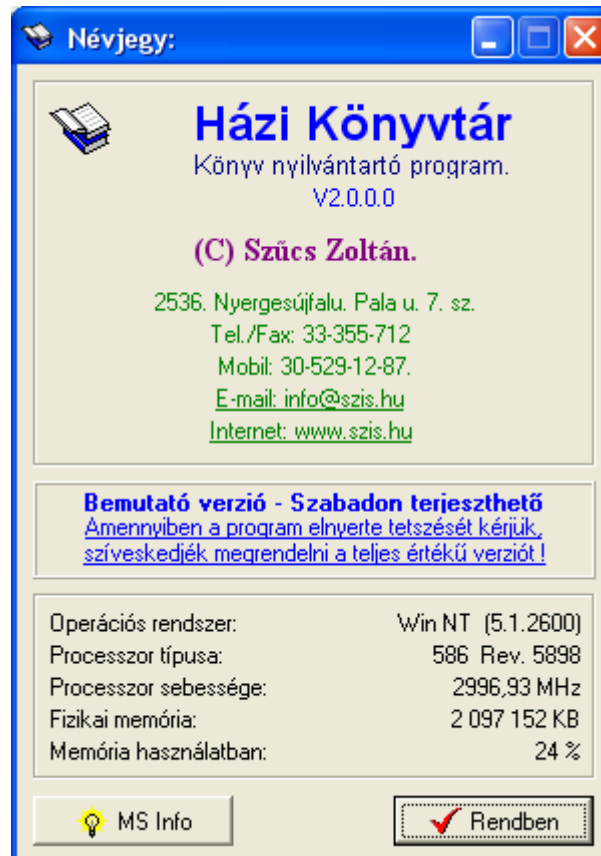 Névjegy:
Házi Könyvtár
Könyv nyilvántartó program.
V2.0.0.0
(C) Szűcs Zoltán.
2536. Nyergesújfalu. Pala u. 7. sz.
Tel./Fax: 33-355-712
Mobil: 30-529-12-87.
E-mail: info@szis.hu
Internet: www.szis.hu
Bemutató verzió - Szabadon terjeszthető
Amennyiben a program elnyerte tetszését kérjük,
szíveskedjék megrendelni a teljes értékű verziót !
Operációs rendszer: Win NT (5.1.2600)
Processzor típusa: 586 Rev. 5898
Processzor sebessége: 2996,93 MHz
Fizikai memória: 2 097 152 KB
Memória használatban: 24 %
MS Info Rendben